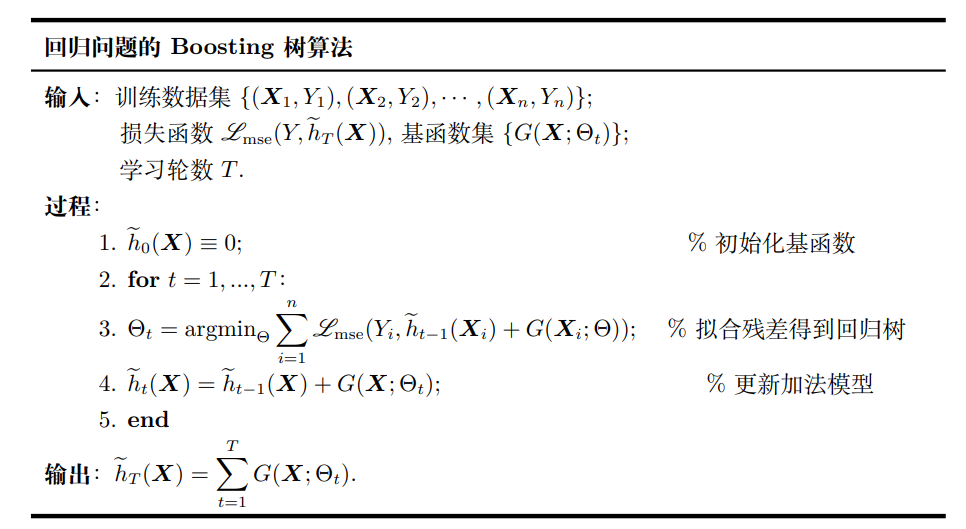 回归问题的 Boosting 树算法
输入：训练数据集 {(𝑿₁, Y₁), (𝑿₂, Y₂), ⋯ , (𝑿ₙ, Yₙ)};
损失函数 ℒ_mse(Y, h̃_T(𝑿)), 基函数集 {G(𝑿; Θ_t)};
学习轮数 T.
过程：
1. h̃₀(𝑿) ≡ 0; % 初始化基函数
2. for t = 1, ..., T：
3. Θ_t = argmin_Θ ∑_{i=1}^{n} ℒ_mse(Y_i, h̃_{t−1}(𝑿_i) + G(𝑿_i; Θ)); % 拟合残差得到回归树
4. h̃_t(𝑿) = h̃_{t−1}(𝑿) + G(𝑿; Θ_t); % 更新加法模型
5. end
输出：h̃_T(𝑿) = ∑_{t=1}^{T} G(𝑿; Θ_t).